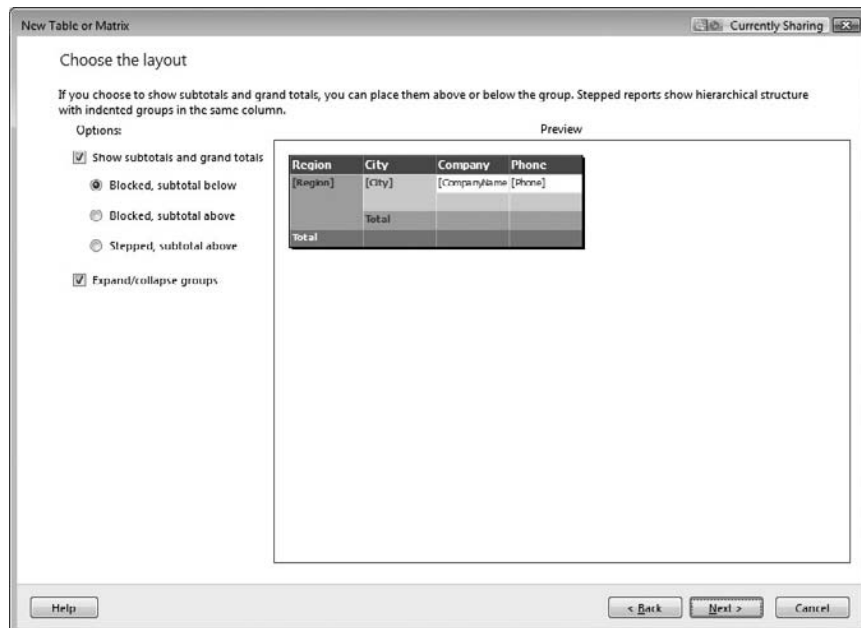 New Table or Matrix
Currently Sharing
Choose the layout
If you choose to show subtotals and grand totals, you can place them above or below the group. Stepped reports show hierarchical structure
with indented groups in the same column.
Options:
Preview
Show subtotals and grand totals
Blocked, subtotal below
Blocked, subtotal above
Stepped, subtotal above
Expand/collapse groups
Region City Company Phone
[Region] [City] [CompanyName [Phone]
Total
Total
Help
< Back
Next >
Cancel